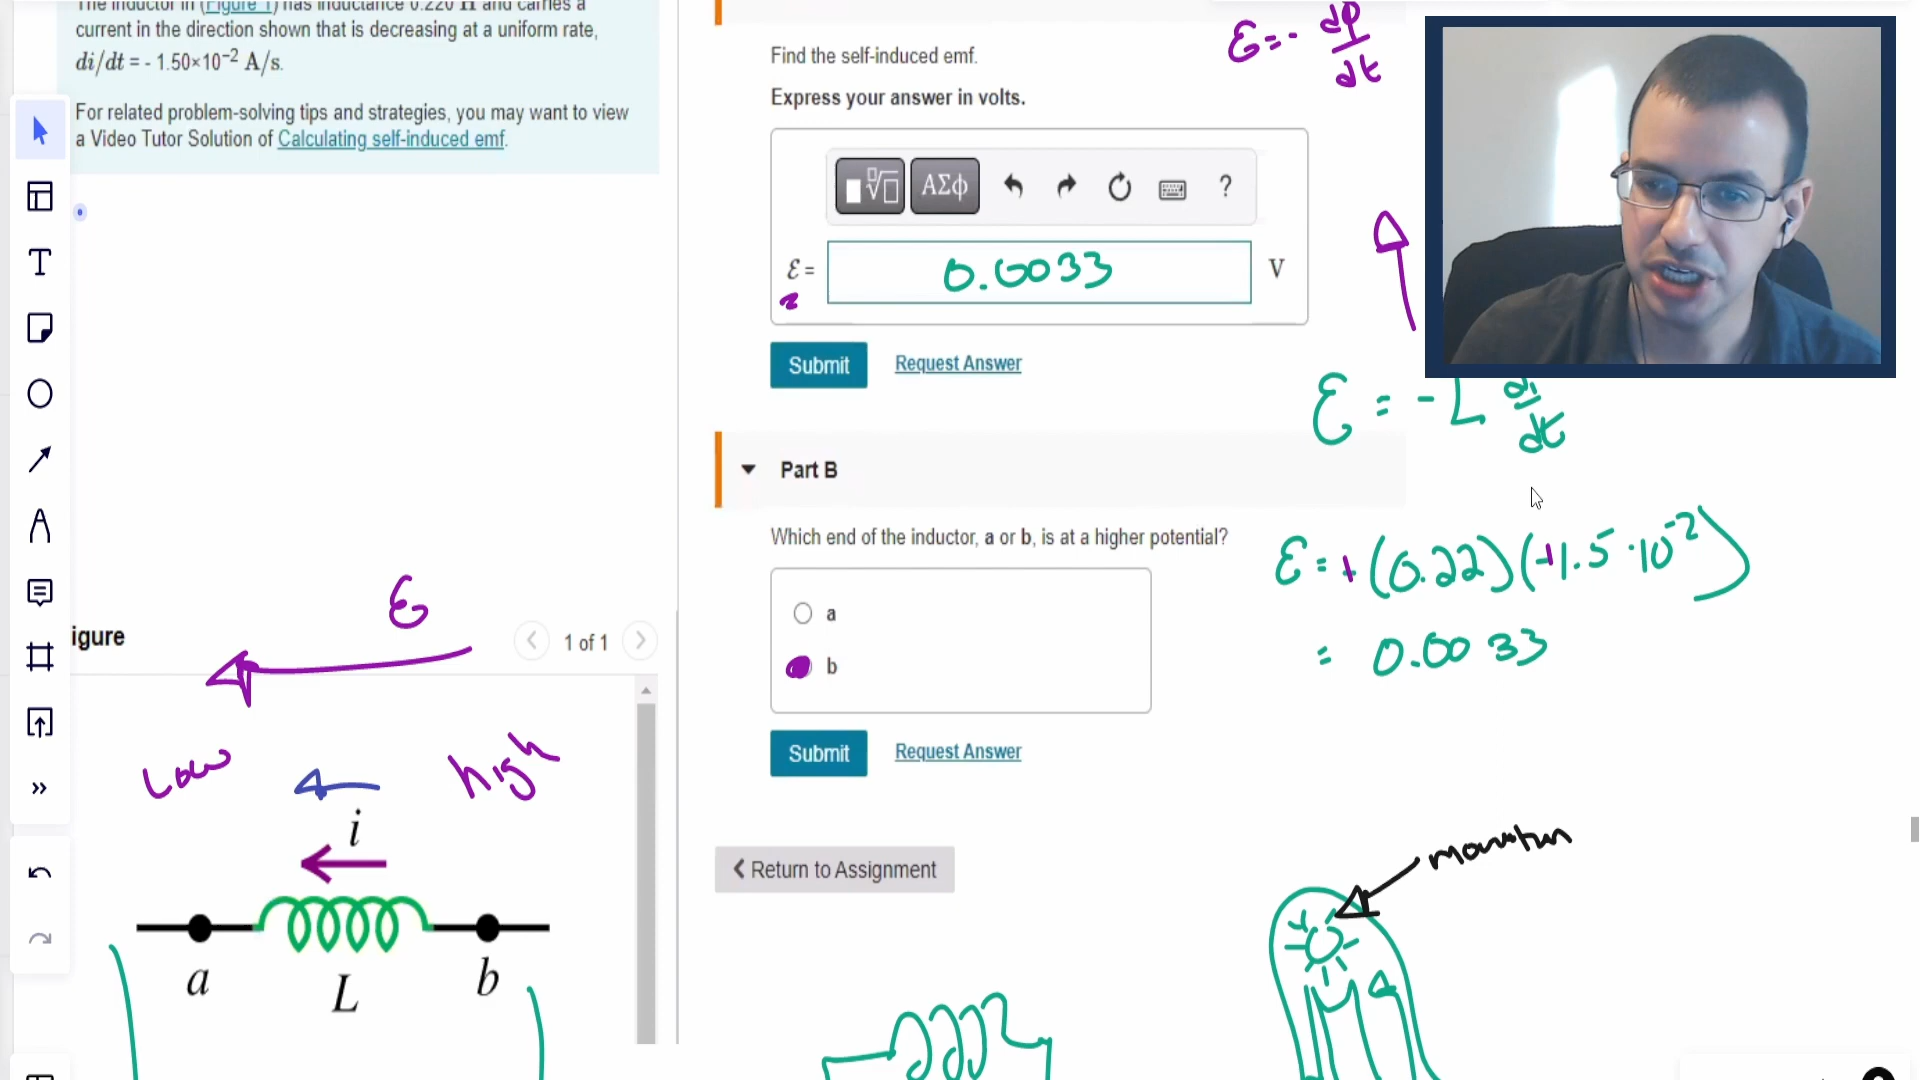 The inductor in (Figure 1) has inductance 0.220 H and carries a
current in the direction shown that is decreasing at a uniform rate,
di/dt = - 1.50×10⁻² A/s.
For related problem-solving tips and strategies, you may want to view
a Video Tutor Solution of Calculating self-induced emf.
igure
1 of 1
ε
Low
high
i
a
L
b
Find the self-induced emf.
Express your answer in volts.
ΑΣϕ
?
ℰ =
0.0033
V
Submit
Request Answer
Part B
Which end of the inductor, a or b, is at a higher potential?
a
b
Submit
Request Answer
Return to Assignment
ε = - dφ/dt
ε = -L di/dt
ε = + (0.22)(+1.5·10⁻²)
= 0.0033